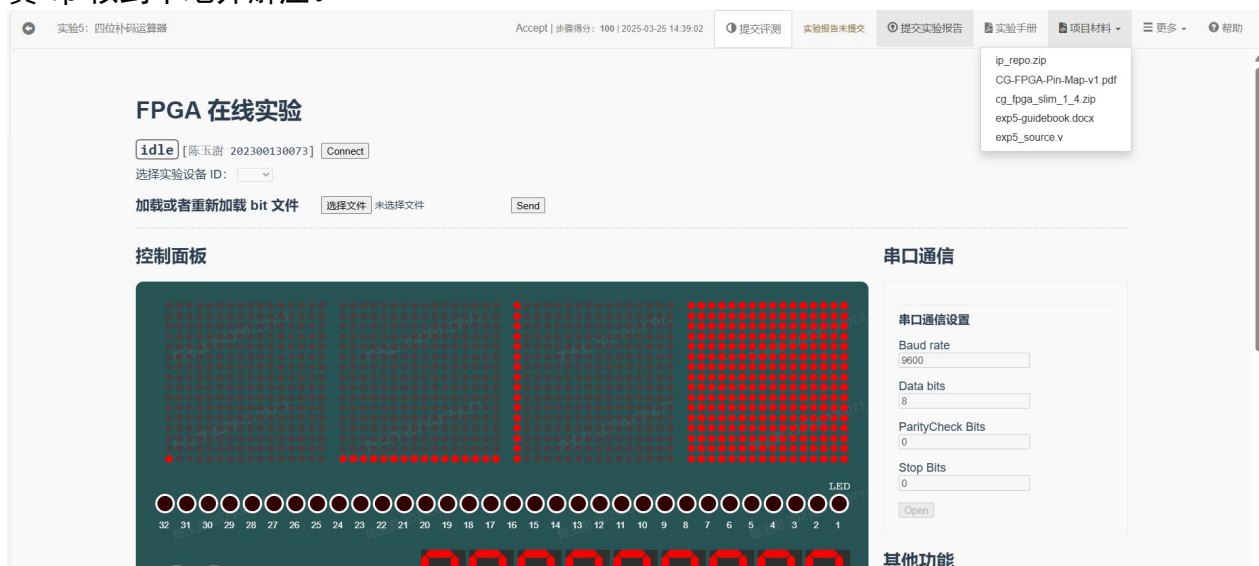 实验5：四位补码运算器
Accept | 步骤得分：100 | 2025-03-25 14:39:02
提交评测
实验报告未提交
提交实验报告
实验手册
项目材料
更多
帮助
ip_repo.zip
CG-FPGA-Pin-Map-v1.pdf
cg_fpga_slim_1_4.zip
exp5-guidebook.docx
exp5_source.v
FPGA 在线实验
idle [陈玉澍 202300130073] Connect
选择实验设备 ID：
加载或者重新加载 bit 文件 选择文件 未选择文件 Send
控制面板
串口通信
串口通信设置
Baud rate
9600
Data bits
8
ParityCheck Bits
0
Stop Bits
0
Open
LED
32 31 30 29 28 27 26 25 24 23 22 21 20 19 18 17 16 15 14 13 12 11 10 9 8 7 6 5 4 3 2 1
其他功能